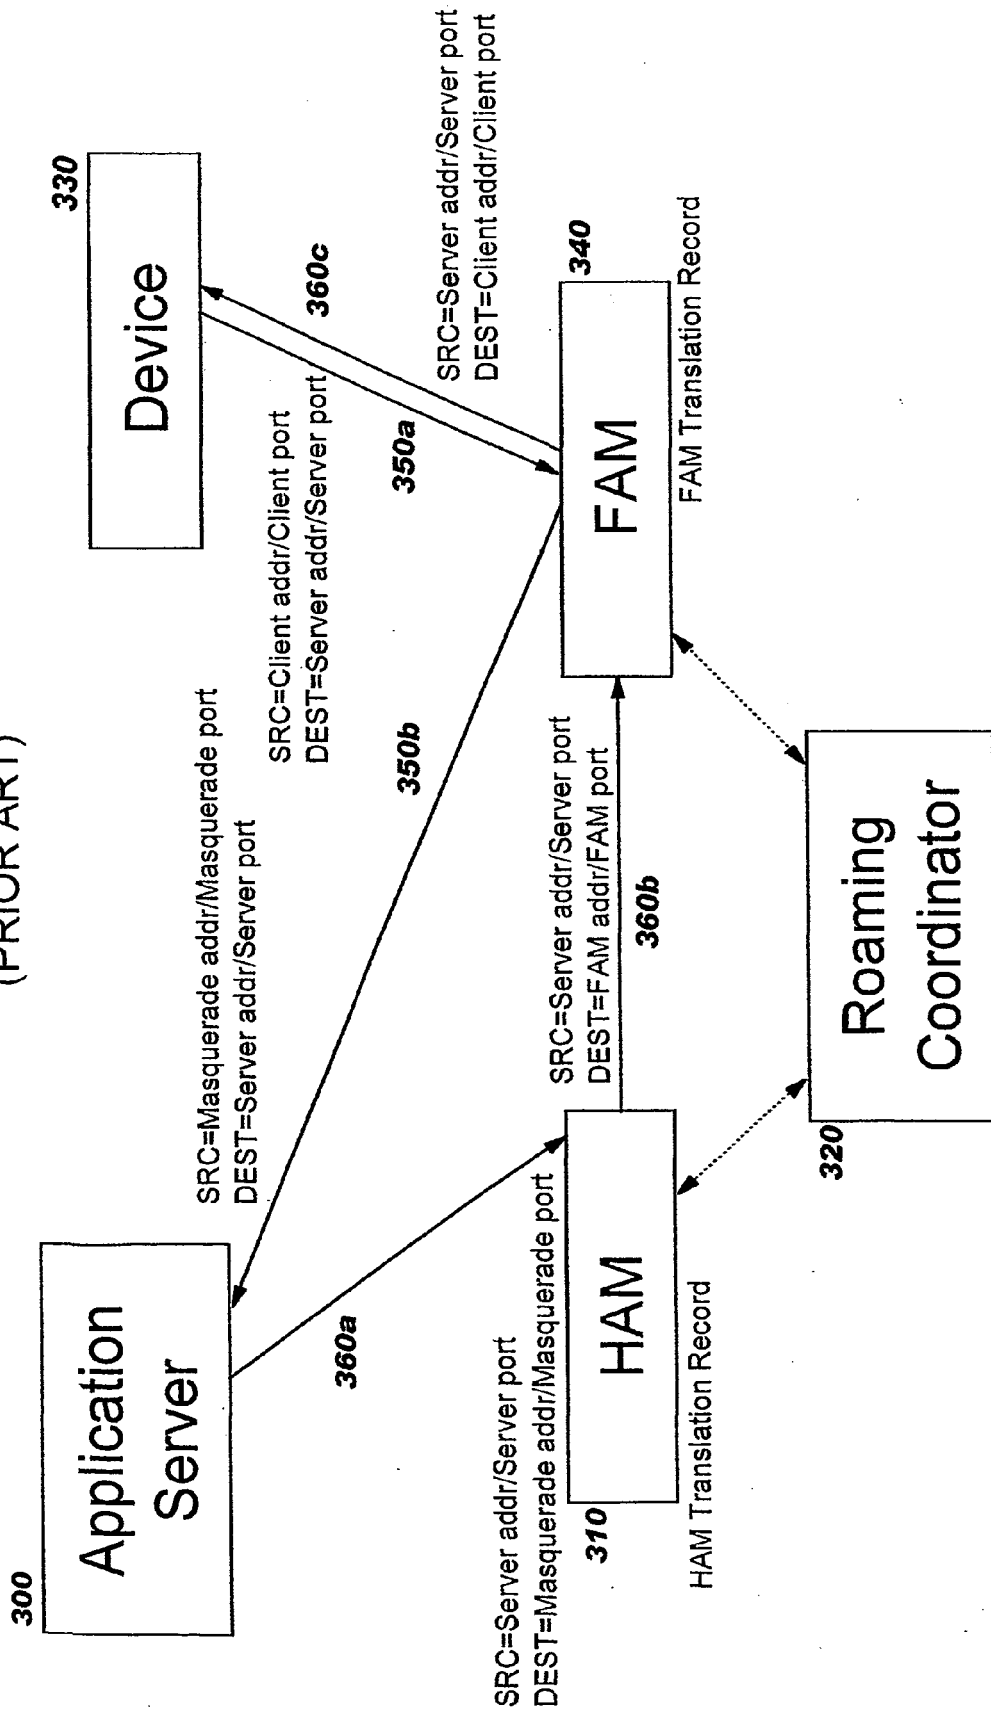 (PRIOR ART)
300
Application
Server
330
Device
SRC=Masquerade addr/Masquerade port
DEST=Server addr/Server port
SRC=Client addr/Client port
DEST=Server addr/Server port
360c
350a
350b
360a
SRC=Server addr/Server port
DEST=Client addr/Client port
SRC=Server addr/Server port
DEST=Masquerade addr/Masquerade port
310
HAM
HAM Translation Record
SRC=Server addr/Server port
DEST=FAM addr/FAM port
360b
340
FAM
FAM Translation Record
320
Roaming
Coordinator